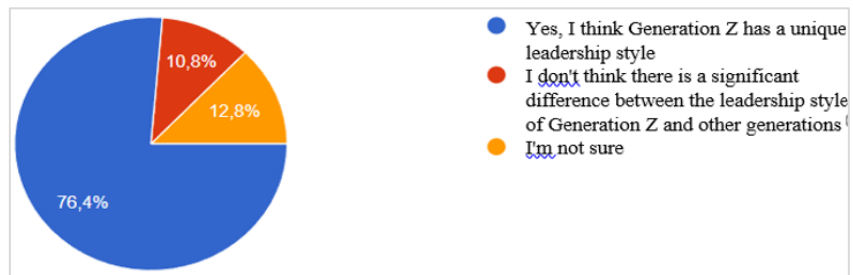 10,8%
12,8%
76,4%
Yes, I think Generation Z has a unique
leadership style
I don't think there is a significant
difference between the leadership style
of Generation Z and other generations
I'm not sure